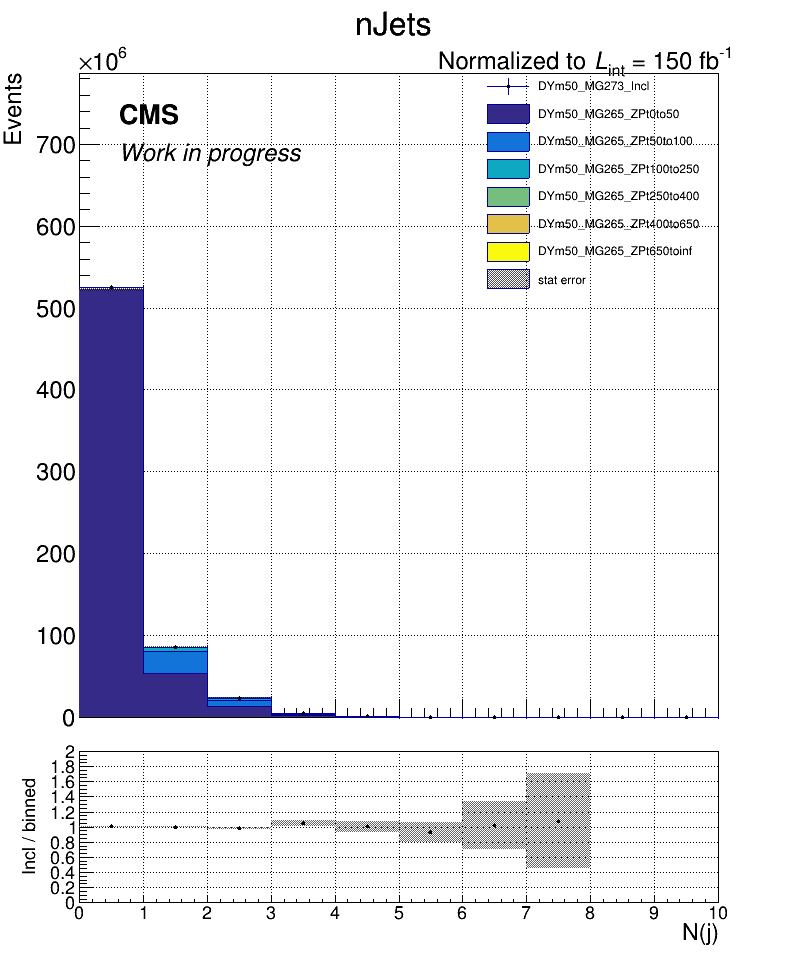 nJets
×10⁶
Normalized to L_int = 150 fb⁻¹
Events
CMS
Work in progress
DYm50_MG273_Incl
DYm50_MG265_ZPt0to50
DYm50_MG265_ZPt50to100
DYm50_MG265_ZPt100to250
DYm50_MG265_ZPt250to400
DYm50_MG265_ZPt400to650
DYm50_MG265_ZPt650toinf
stat error
700
600
500
400
300
200
100
0
Incl / binned
2
1.8
1.6
1.4
1.2
1
0.8
0.6
0.4
0.2
0
0 1 2 3 4 5 6 7 8 9 10
N(j)